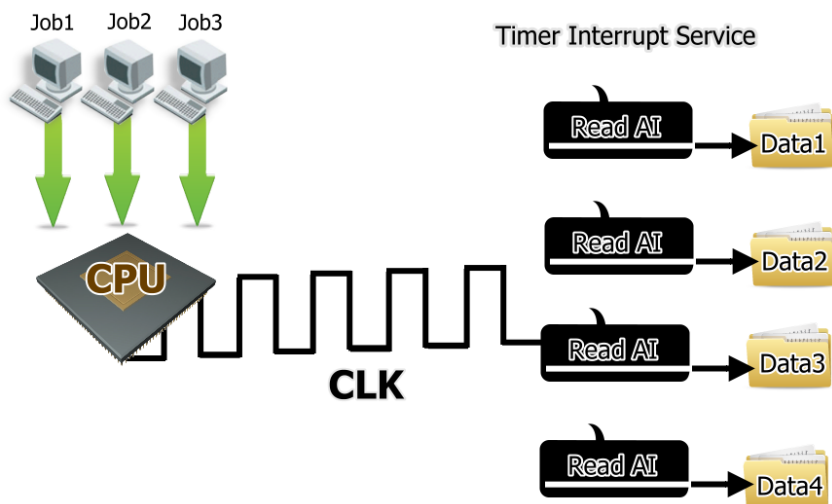 Job1
Job2
Job3
Timer Interrupt Service
Read AI
Data1
Read AI
Data2
CPU
Read AI
Data3
CLK
Read AI
Data4